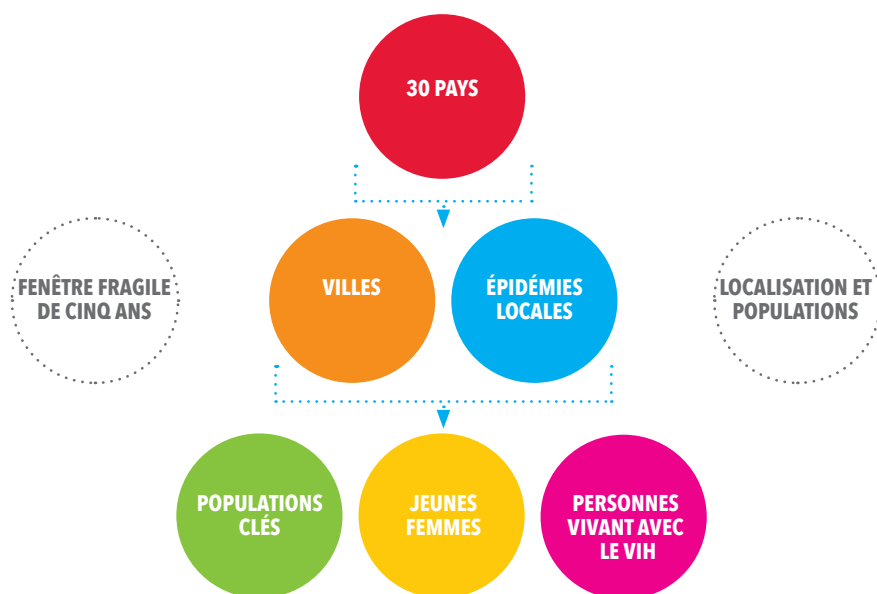 30 PAYS
FENÊTRE FRAGILE
DE CINQ ANS
VILLES
ÉPIDÉMIES
LOCALES
LOCALISATION ET
POPULATIONS
POPULATIONS
CLÉS
JEUNES
FEMMES
PERSONNES
VIVANT AVEC
LE VIH